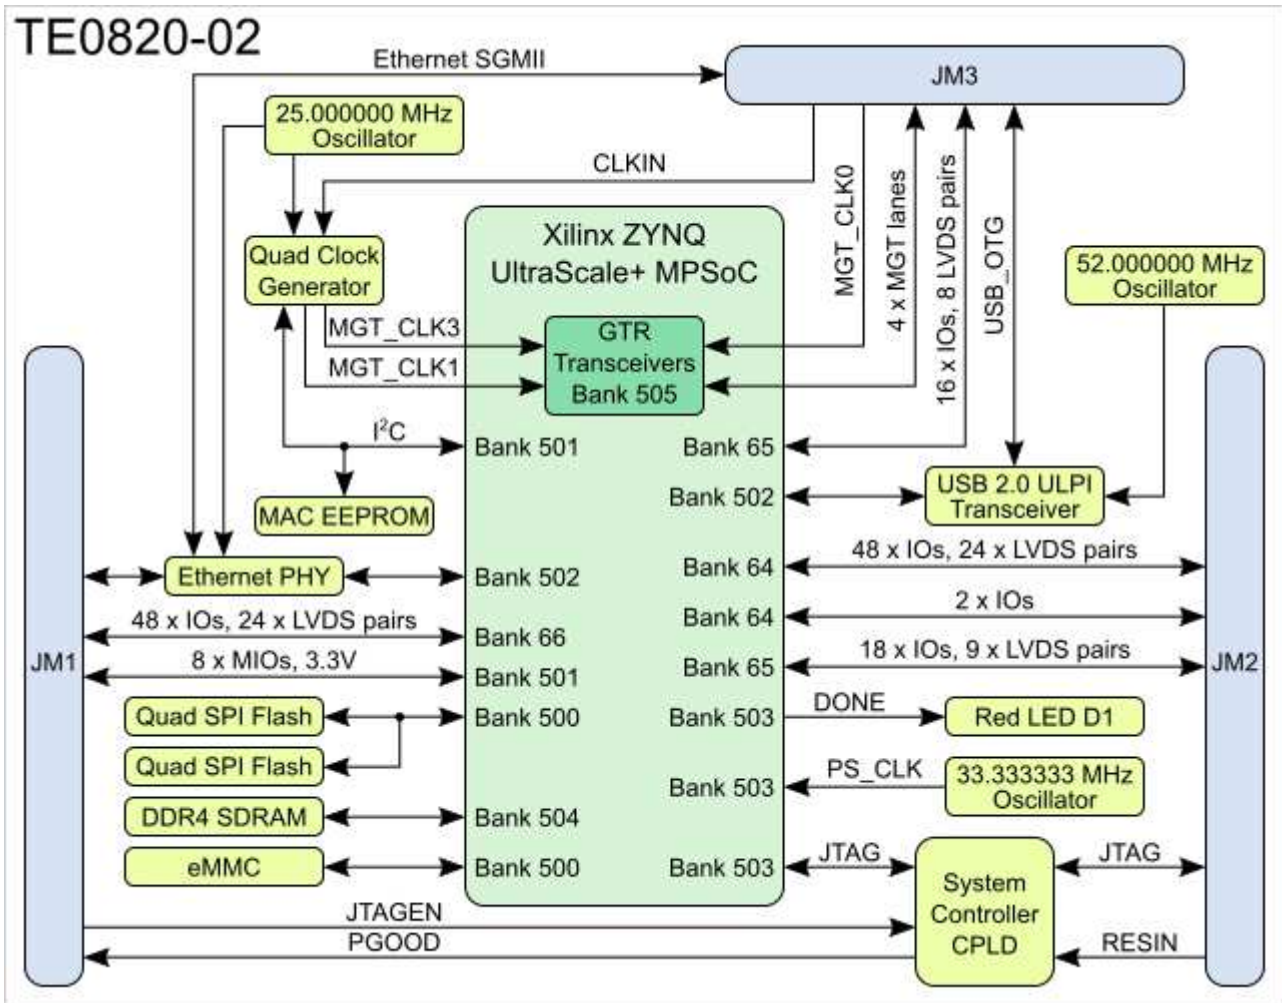 TE0820-02
Ethernet SGMII
JM3
25.000000 MHz
Oscillator
CLKIN
MGT_CLK0
4 x MGT lanes
16 x IOs, 8 LVDS pairs
USB_OTG
Xilinx ZYNQ
UltraScale+ MPSoC
Quad Clock
Generator
52.000000 MHz
Oscillator
MGT_CLK3
MGT_CLK1
GTR
Transceivers
Bank 505
I²C
Bank 501
Bank 65
MAC EEPROM
Bank 502
USB 2.0 ULPI
Transceiver
Ethernet PHY
Bank 502
Bank 64
48 x IOs, 24 x LVDS pairs
48 x IOs, 24 x LVDS pairs
Bank 66
Bank 64
2 x IOs
JM1
8 x MIOs, 3.3V
Bank 501
Bank 65
18 x IOs, 9 x LVDS pairs
JM2
Quad SPI Flash
Bank 500
Bank 503
DONE
Red LED D1
Quad SPI Flash
Bank 503
PS_CLK
33.333333 MHz
Oscillator
DDR4 SDRAM
Bank 504
eMMC
Bank 500
Bank 503
JTAG
System
Controller
CPLD
JTAG
JTAGEN
PGOOD
RESIN